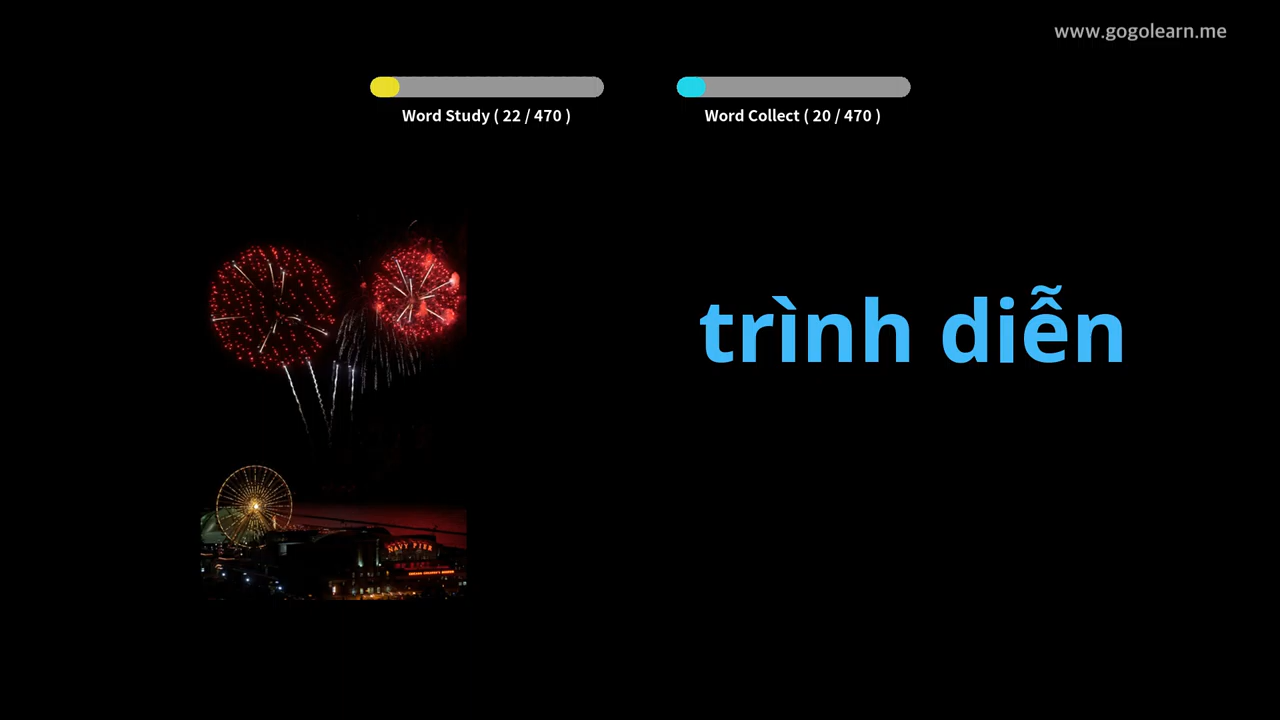 www.gogolearn.me
Word Study ( 22 / 470 )
Word Collect ( 20 / 470 )
trình diễn
NAVY PIER